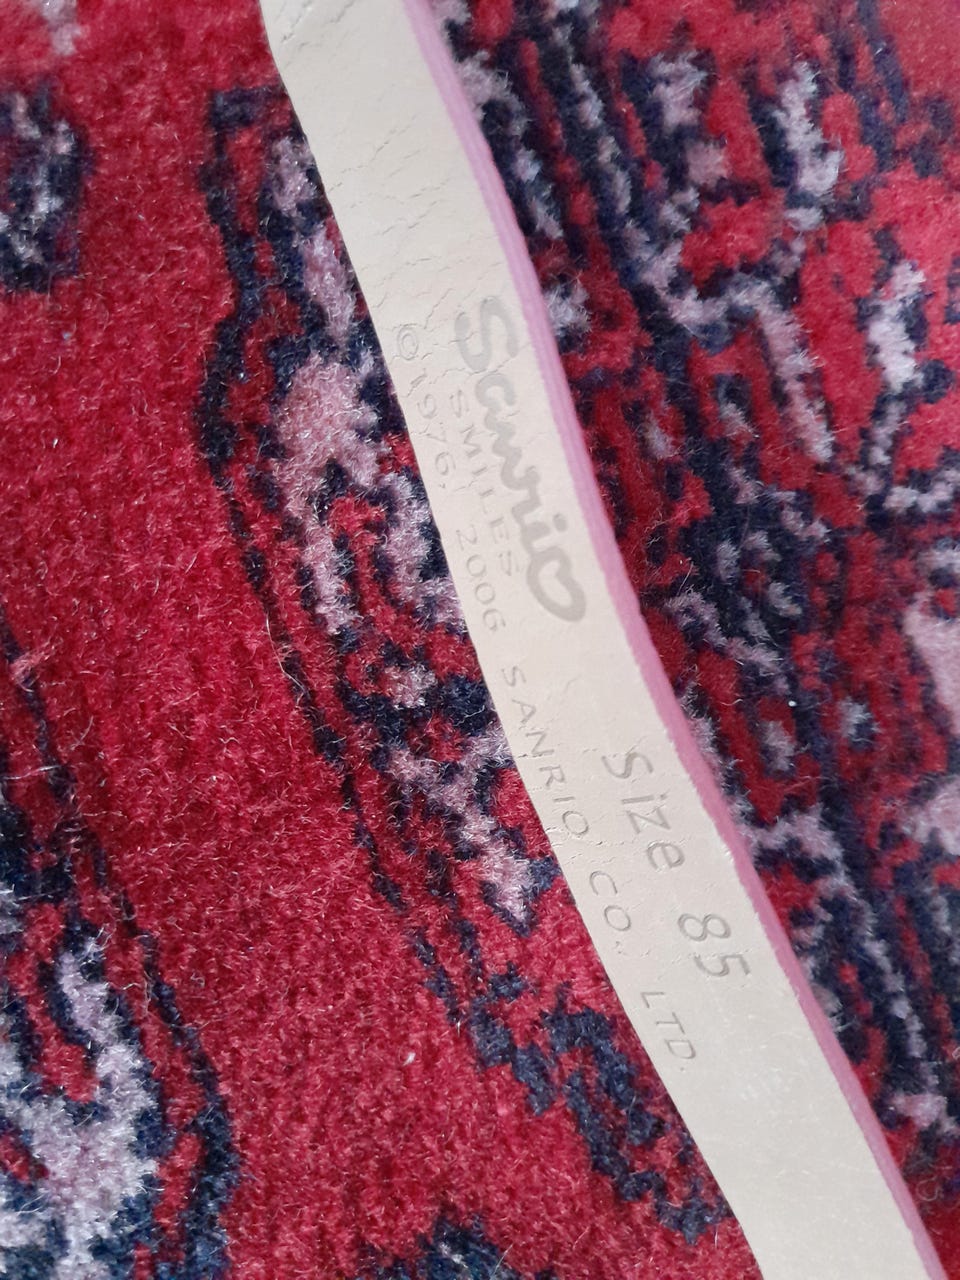 Sanrio
SMILES
©1976, 2006 SANRIO CO., LTD.
Size 85